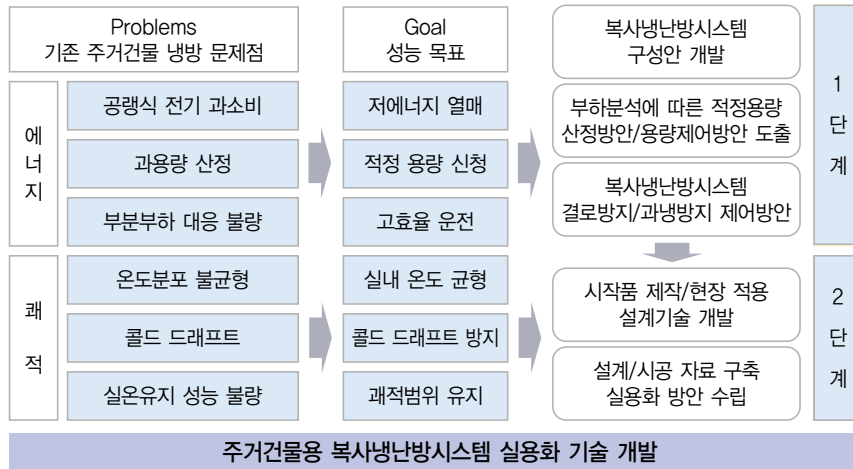 Problems
기존 주거건물 냉방 문제점
Goal
성능 목표
복사냉난방시스템
구성안 개발
에너지
공랭식 전기 과소비
과용량 산정
부분부하 대응 불량
저에너지 열매
적정 용량 신청
고효율 운전
부하분석에 따른 적정용량
산정방안/용량제어방안 도출
복사냉난방시스템
결로방지/과냉방지 제어방안
1단계
쾌적
온도분포 불균형
콜드 드래프트
실온유지 성능 불량
실내 온도 균형
콜드 드래프트 방지
괘적범위 유지
시작품 제작/현장 적용
설계기술 개발
설계/시공 자료 구축
실용화 방안 수립
2단계
주거건물용 복사냉난방시스템 실용화 기술 개발